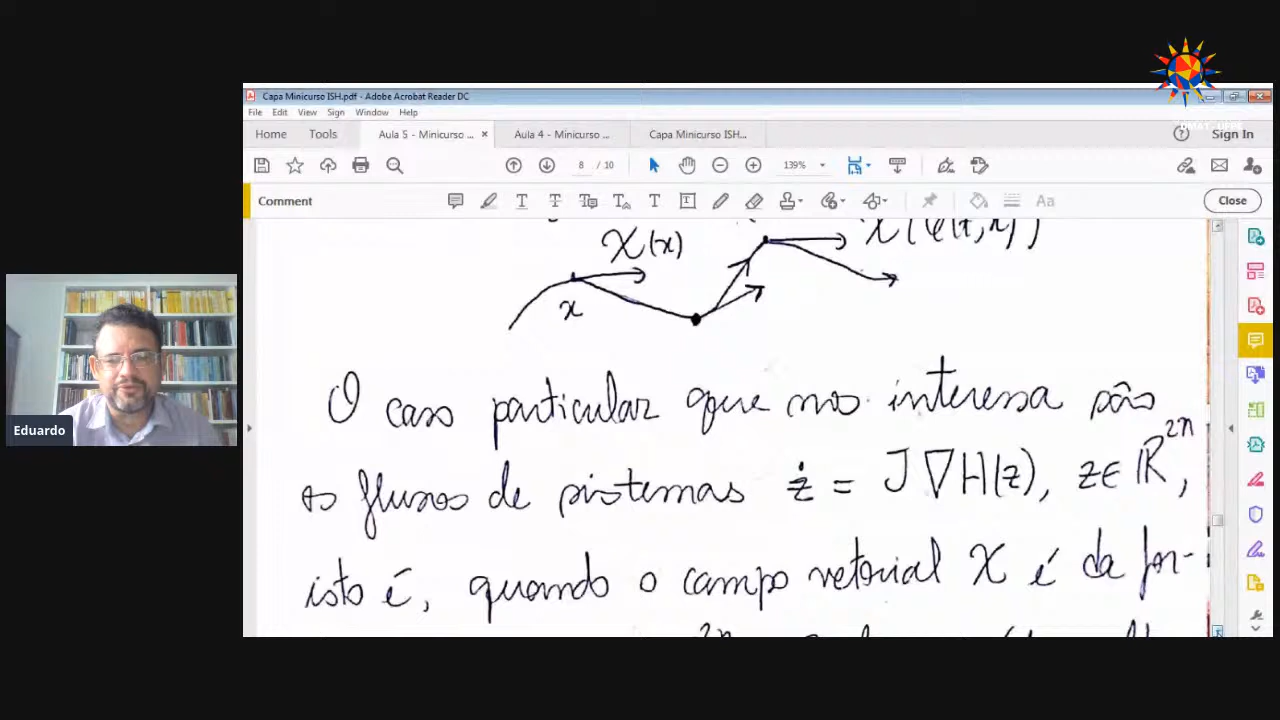 Capa Minicurso ISH.pdf - Adobe Acrobat Reader DC
File Edit View Sign Window Help
Home Tools Aula 5 - Minicurso ... × Aula 4 - Minicurso ... Capa Minicurso ISH... Sign In
8 / 10 139%
Comment Close
X(x) X(φ(t,x))
x
O caso particular que nos interessa são
os fluxos de sistemas ż = J∇H(z), z∈ℝ²ⁿ,
isto é, quando o campo vetorial X é da for-
Eduardo